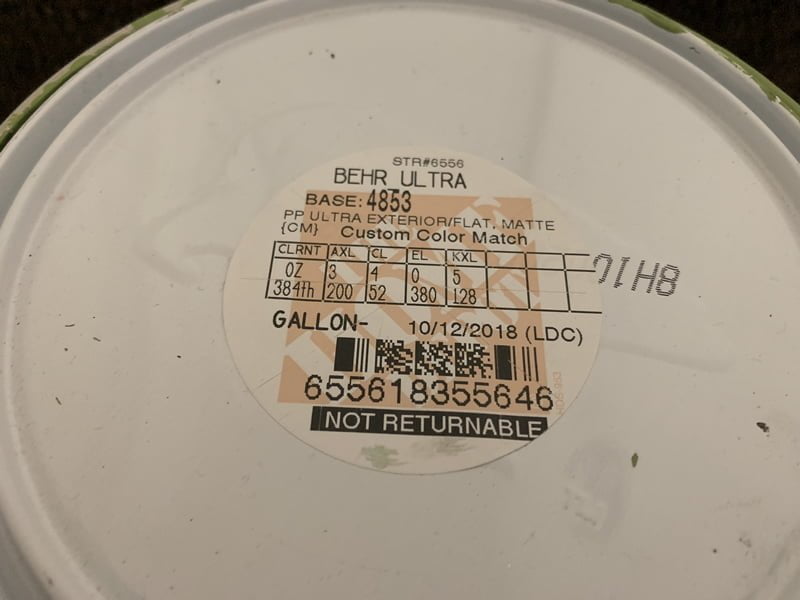 STR#6556
BEHR ULTRA
BASE: 4853
PP ULTRA EXTERIOR/FLAT, MATTE
{CM} Custom Color Match
CLRNT AXL CL EL KXL
OZ 3 4 0 5
384th 200 52 380 128
GALLON- 10/12/2018 (LDC)
655618355646
NOT RETURNABLE